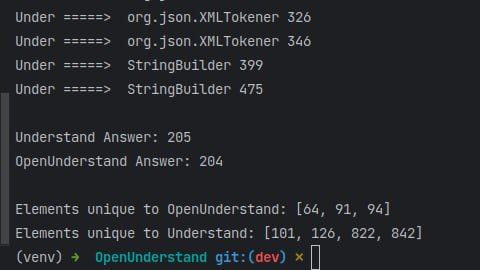 Under =====>  org.json.XMLTokener 326
Under =====>  org.json.XMLTokener 346
Under =====>  StringBuilder 399
Under =====>  StringBuilder 475
Understand Answer: 205
OpenUnderstand Answer: 204
Elements unique to OpenUnderstand: [64, 91, 94]
Elements unique to Understand: [101, 126, 822, 842]
(venv) ➜  OpenUnderstand git:(dev) ✗